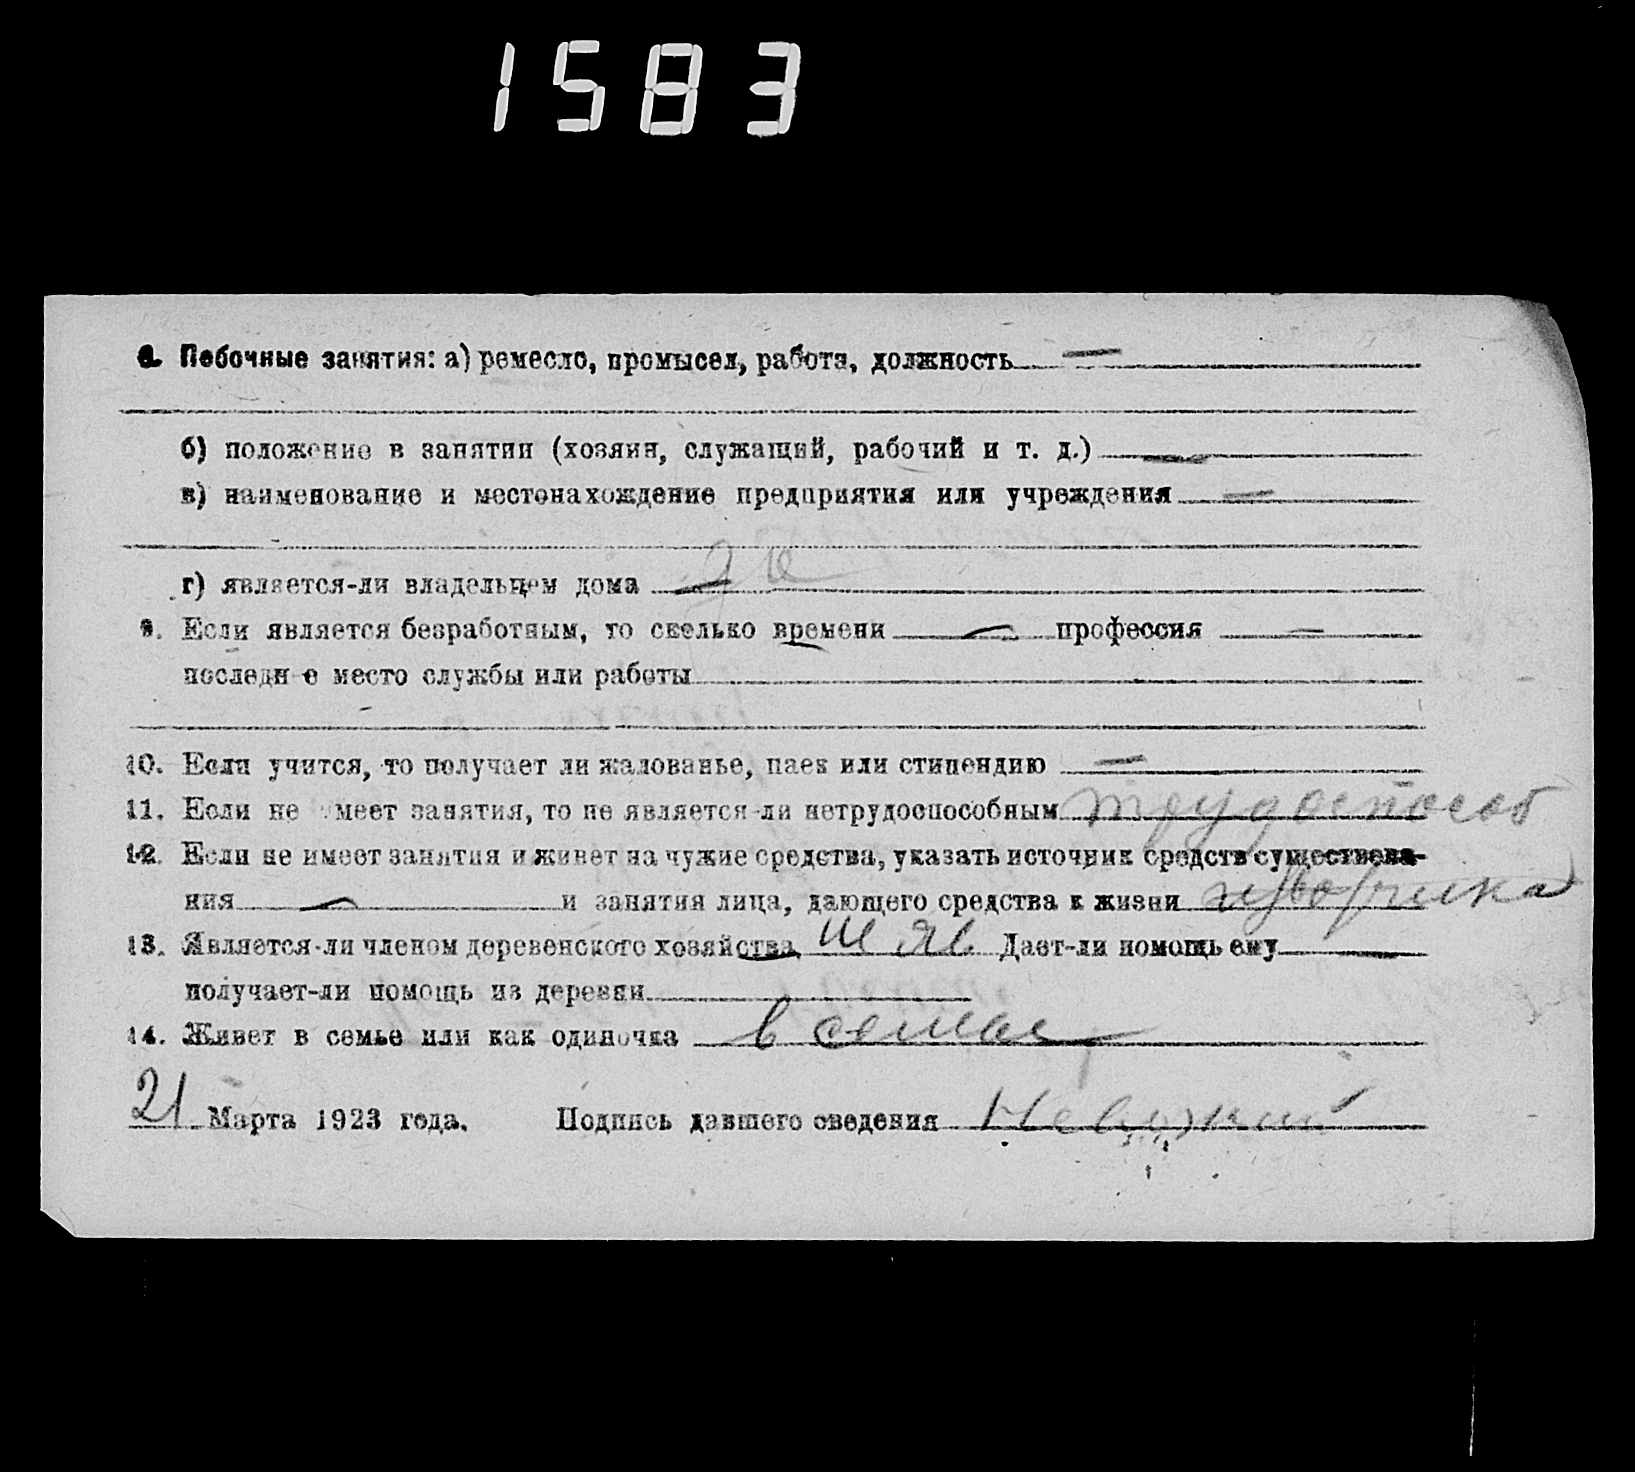 1583
8. Побочные занятия: а) ремесло, промысел, работа, должность —
б) положение в занятии (хозяин, служащий, рабочий и т. д.) —
в) наименование и местонахождение предприятия или учреждения —
г) является-ли владельцем дома — да
9. Если является безработным, то сколько времени — профессия —
последн е место службы или работы
10. Если учится, то получает ли жалованье, паек или стипендию —
11. Если не имеет занятия, то не является-ли нетрудоспособным трудоспособ
12. Если не имеет занятия и живет на чужие средства, указать источник средств существова-
ния — и занятия лица, дающего средства к жизни
13. Является-ли членом деревенского хозяйства Дает-ли помощь ему —
получает-ли помощь из деревни
14. Живет в семье или как одиночка в семье
21 Марта 1923 года. Подпись давшего сведения